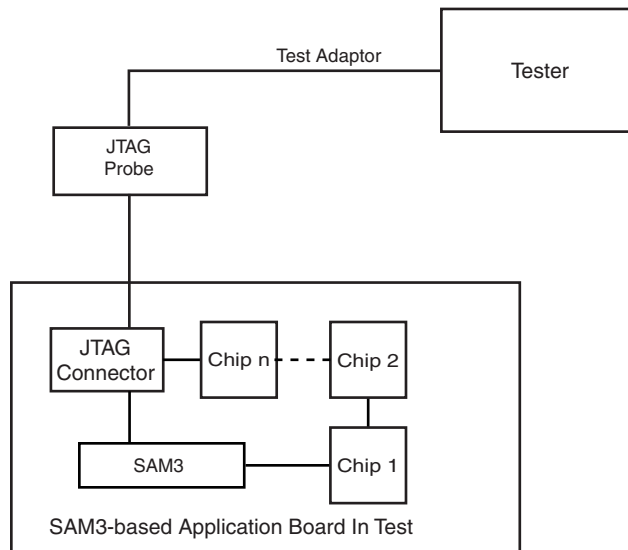 Test Adaptor
Tester
JTAG
Probe
JTAG
Connector
Chip n
Chip 2
SAM3
Chip 1
SAM3-based Application Board In Test